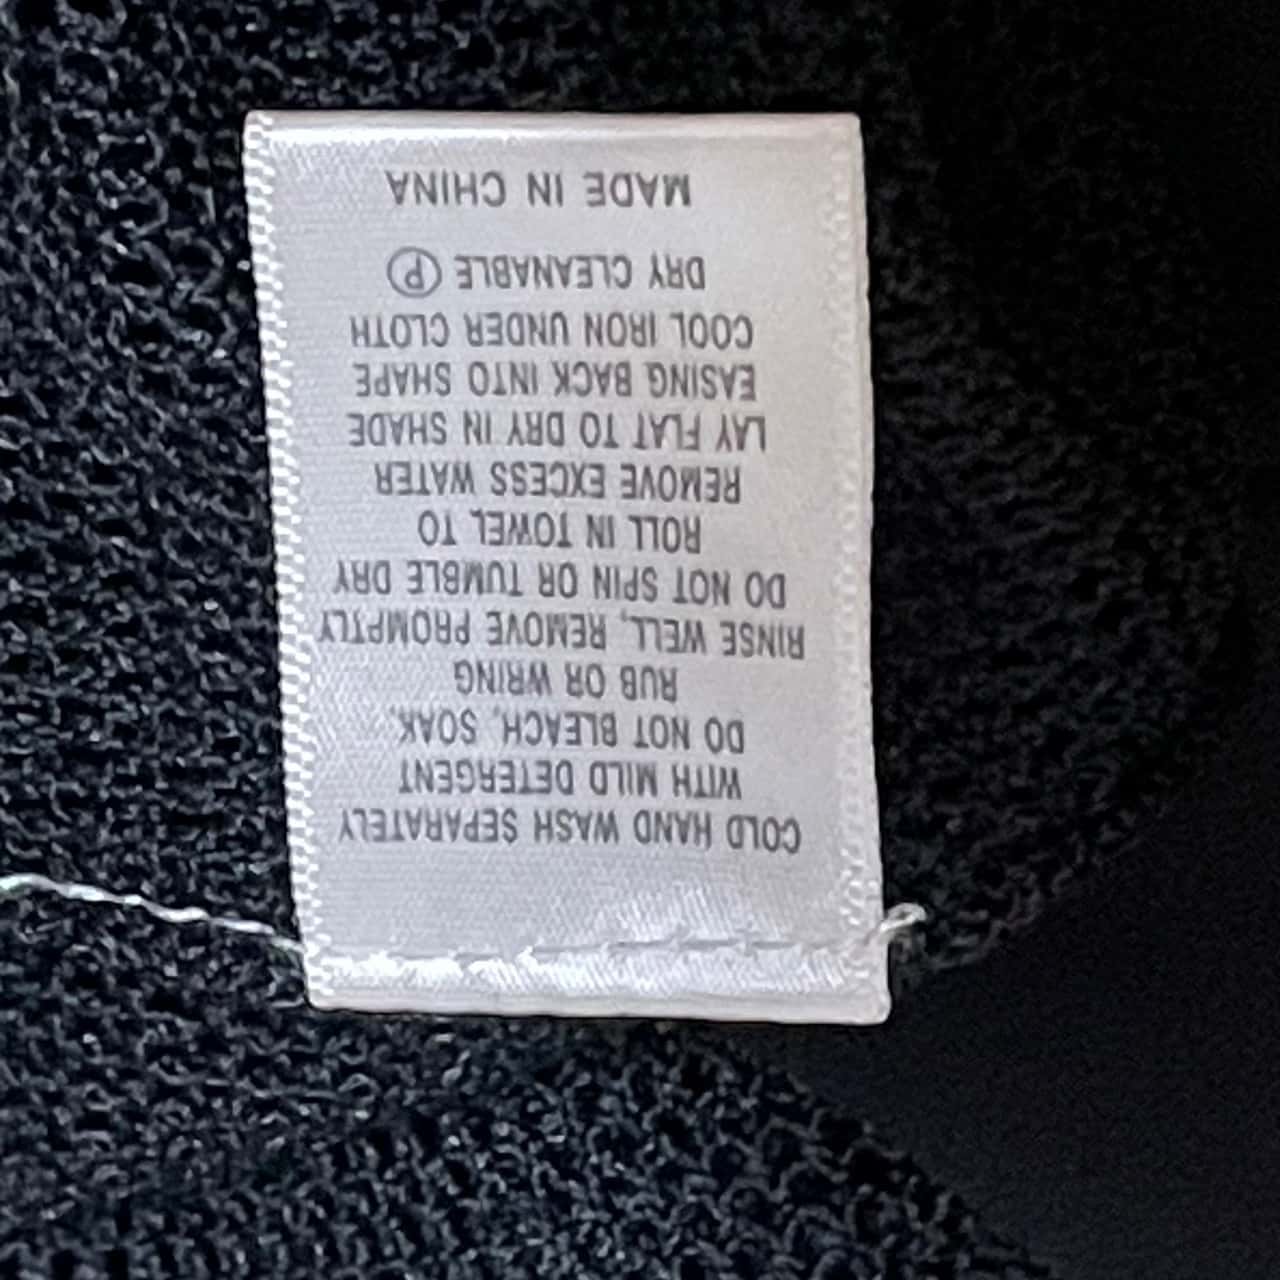 COLD HAND WASH SEPARATELY
WITH MILD DETERGENT
DO NOT BLEACH, SOAK,
RUB OR WRING
RINSE WELL, REMOVE PROMPTLY
DO NOT SPIN OR TUMBLE DRY
ROLL IN TOWEL TO
REMOVE EXCESS WATER
LAY FLAT TO DRY IN SHADE
EASING BACK INTO SHAPE
COOL IRON UNDER CLOTH
DRY CLEANABLE Ⓟ
MADE IN CHINA